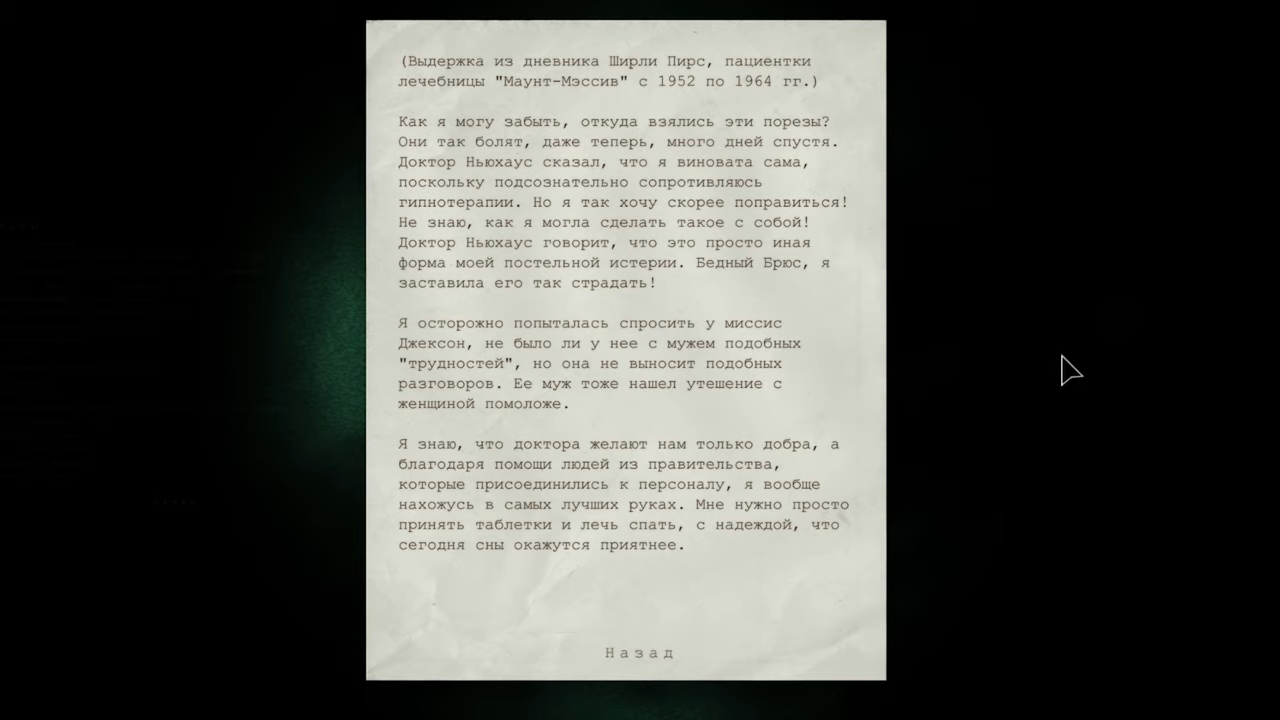 (Выдержка из дневника Ширли Пирс, пациентки
лечебницы "Маунт-Мэссив" с 1952 по 1964 гг.)
Как я могу забыть, откуда взялись эти порезы?
Они так болят, даже теперь, много дней спустя.
Доктор Ньюхаус сказал, что я виновата сама,
поскольку подсознательно сопротивляюсь
гипнотерапии. Но я так хочу скорее поправиться!
Не знаю, как я могла сделать такое с собой!
Доктор Ньюхаус говорит, что это просто иная
форма моей постельной истерии. Бедный Брюс, я
заставила его так страдать!
Я осторожно попыталась спросить у миссис
Джексон, не было ли у нее с мужем подобных
"трудностей", но она не выносит подобных
разговоров. Ее муж тоже нашел утешение с
женщиной помоложе.
Я знаю, что доктора желают нам только добра, а
благодаря помощи людей из правительства,
которые присоединились к персоналу, я вообще
нахожусь в самых лучших руках. Мне нужно просто
принять таблетки и лечь спать, с надеждой, что
сегодня сны окажутся приятнее.
Назад